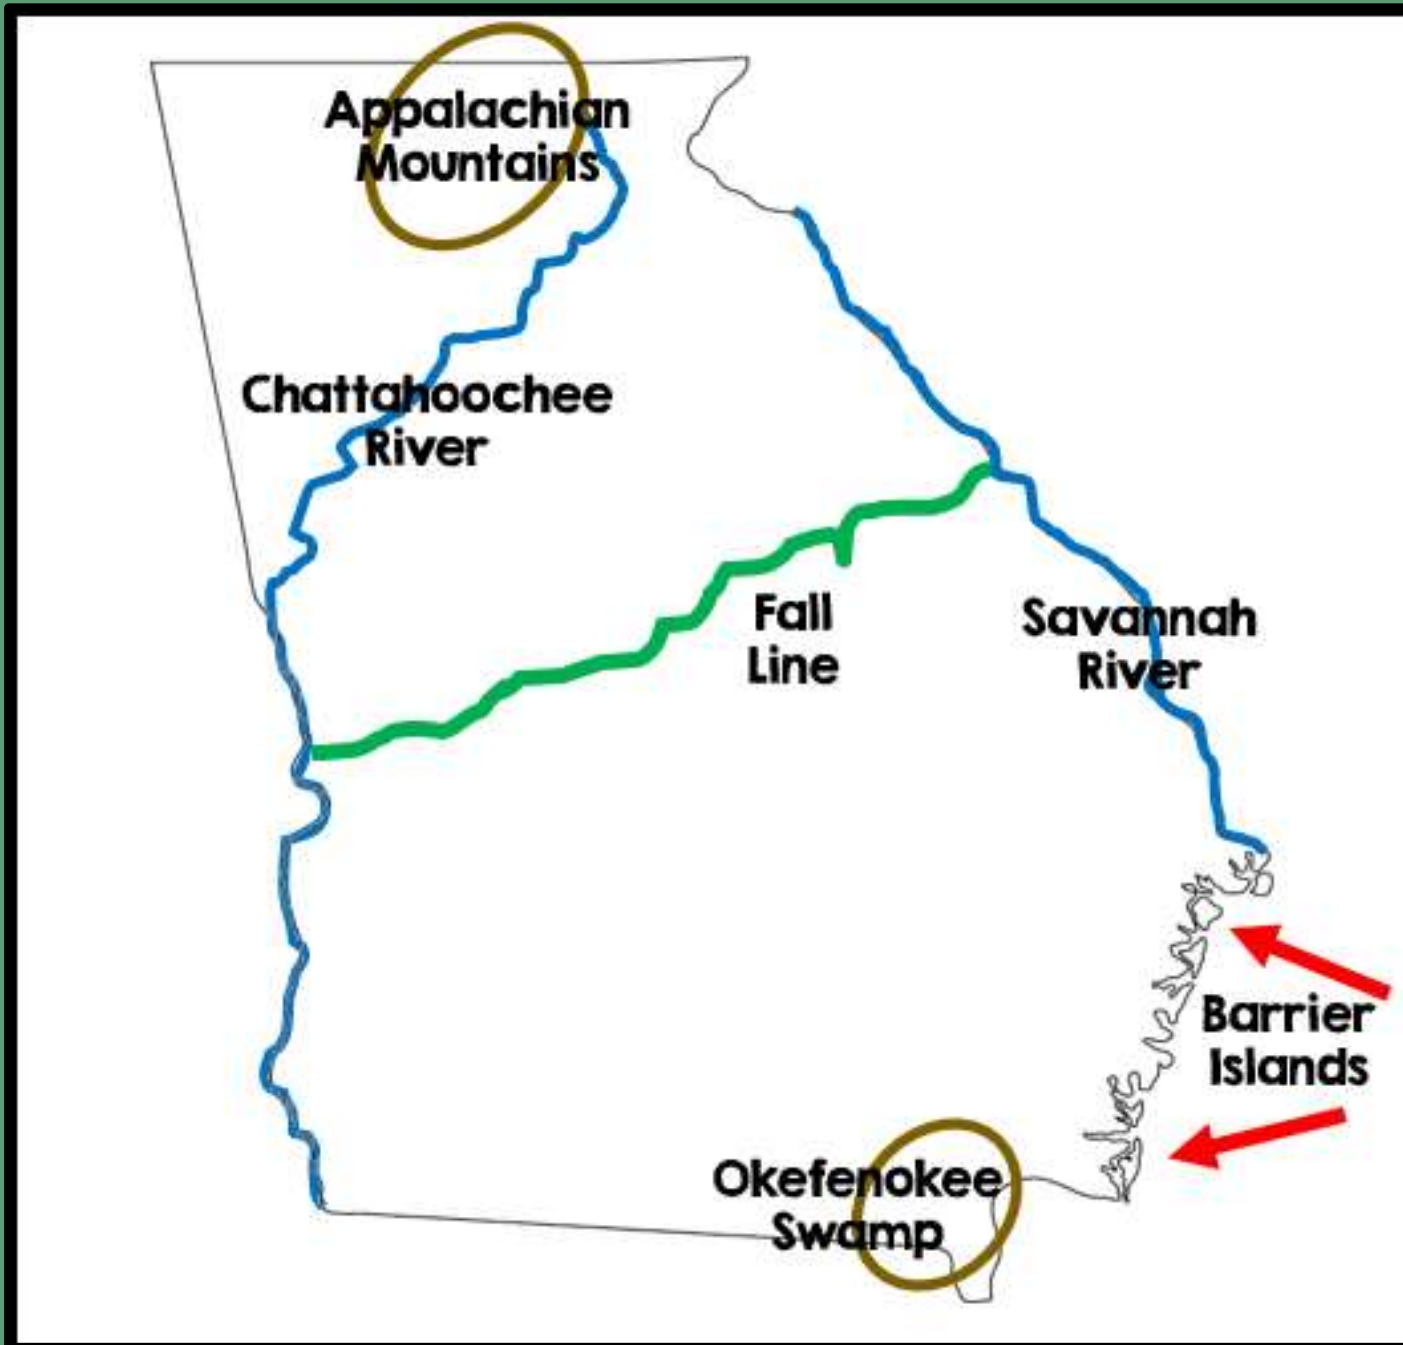 Appalachian
Mountains
Chattahoochee
River
Fall
Line
Savannah
River
Barrier
Islands
Okefenokee
Swamp